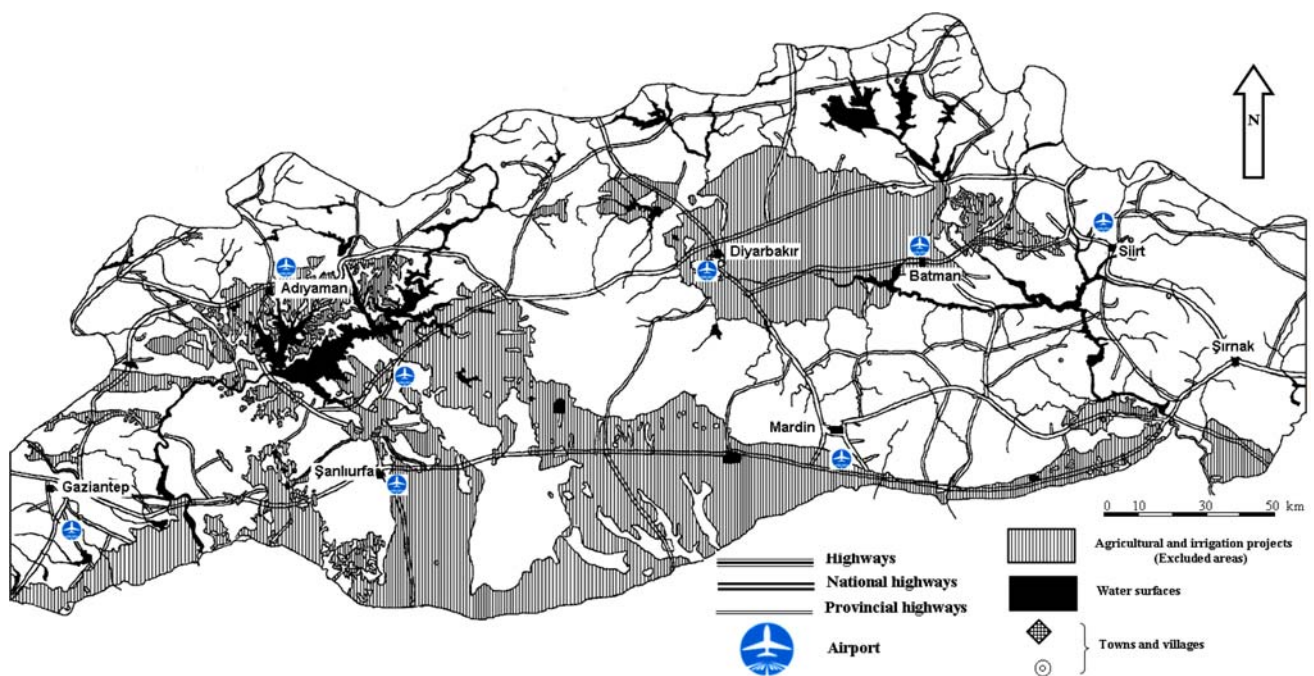 N
Diyarbakır
Siirt
Batman
Adıyaman
Şırnak
Mardin
Şanlıurfa
Gaziantep
0 10 30 50 km
Highways
National highways
Provincial highways
Airport
Agricultural and irrigation projects
(Excluded areas)
Water surfaces
Towns and villages